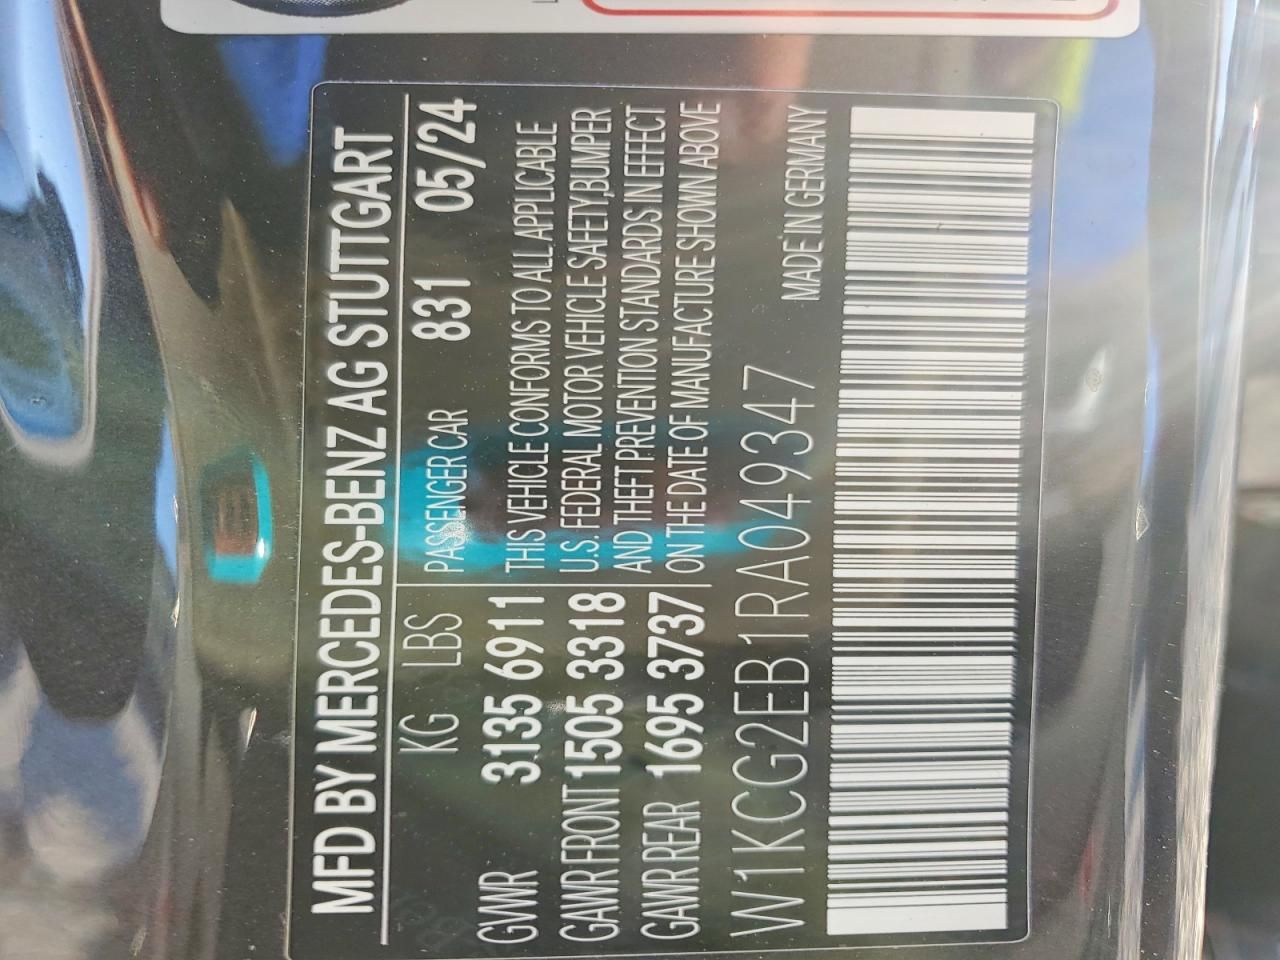 MFD BY MERCEDES-BENZ AG STUTTGART
KG LBS PASSENGER CAR 831 05/24
GVWR 3135 6911 THIS VEHICLE CONFORMS TO ALL APPLICABLE
GAWR FRONT 1505 3318 U.S. FEDERAL MOTOR VEHICLE SAFETY,BUMPER
AND THEFT PREVENTION STANDARDS IN EFFECT
GAWR REAR 1695 3737 ON THE DATE OF MANUFACTURE SHOWN ABOVE
W1KCG2EB1RA049347 MADE IN GERMANY